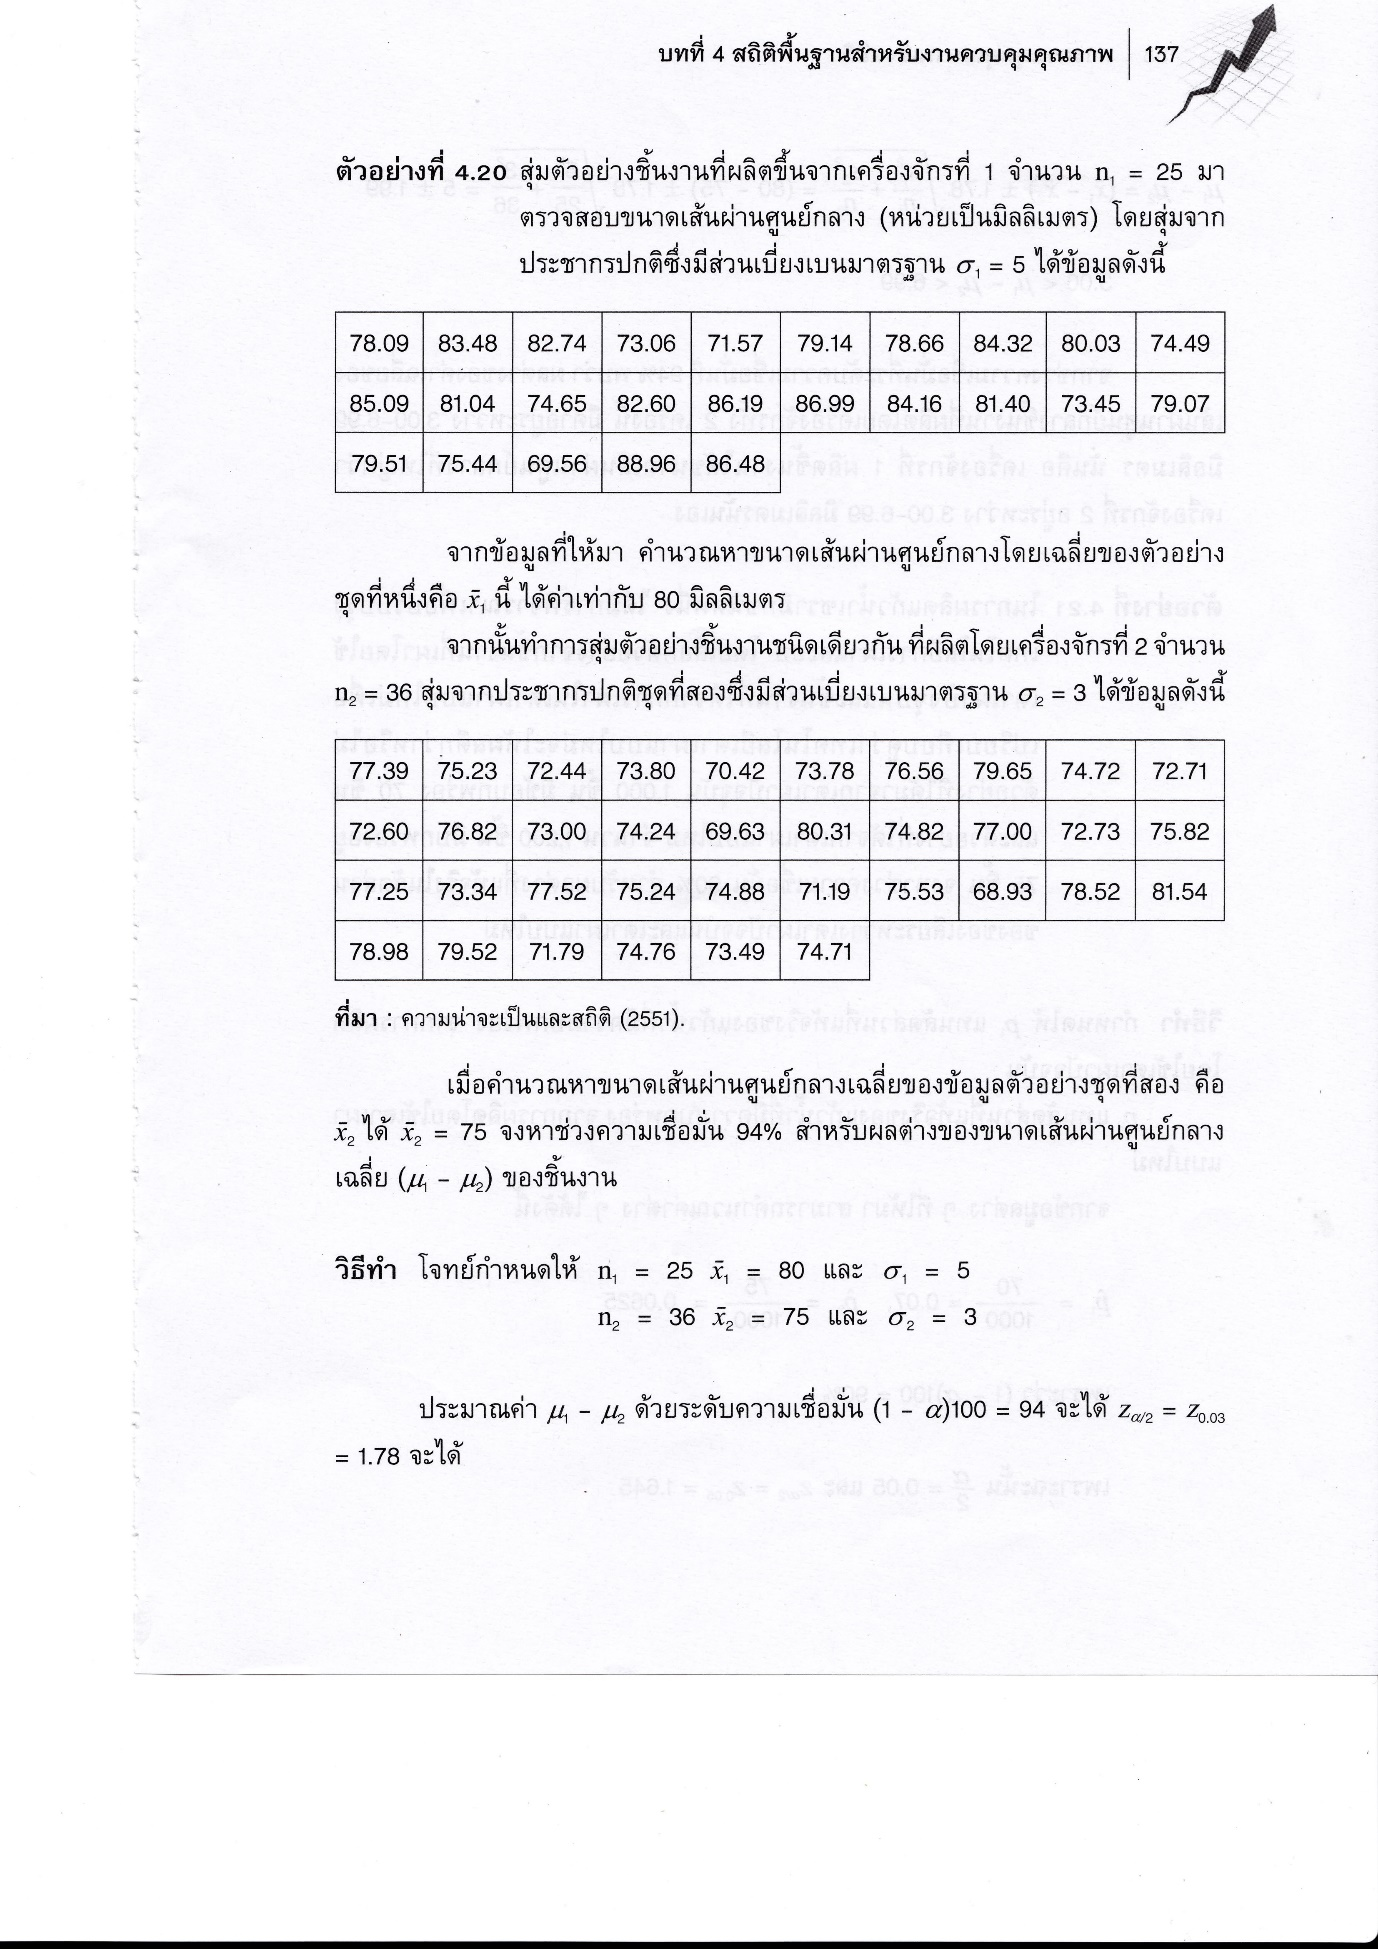 บทที่ 4 สถิติพื้นฐานสำหรับงานควบคุมคุณภาพ 137
ตัวอย่างที่ 4.20 สุ่มตัวอย่างชิ้นงานที่ผลิตขึ้นจากเครื่องจักรที่ 1 จำนวน n₁ = 25 มา
ตรวจสอบขนาดเส้นผ่านศูนย์กลาง (หน่วยเป็นมิลลิเมตร) โดยสุ่มจาก
ประชากรปกติซึ่งมีส่วนเบี่ยงเบนมาตรฐาน σ₁ = 5 ได้ข้อมูลดังนี้
78.09 83.48 82.74 73.06 71.57 79.14 78.66 84.32 80.03 74.49
85.09 81.04 74.65 82.60 86.19 86.99 84.16 81.40 73.45 79.07
79.51 75.44 69.56 88.96 86.48
จากข้อมูลที่ให้มา คำนวณหาขนาดเส้นผ่านศูนย์กลางโดยเฉลี่ยของตัวอย่าง
ชุดที่หนึ่งคือ x̄₁ นี้ ได้ค่าเท่ากับ 80 มิลลิเมตร
จากนั้นทำการสุ่มตัวอย่างชิ้นงานชนิดเดียวกัน ที่ผลิตโดยเครื่องจักรที่ 2 จำนวน
n₂ = 36 สุ่มจากประชากรปกติชุดที่สองซึ่งมีส่วนเบี่ยงเบนมาตรฐาน σ₂ = 3 ได้ข้อมูลดังนี้
77.39 75.23 72.44 73.80 70.42 73.78 76.56 79.65 74.72 72.71
72.60 76.82 73.00 74.24 69.63 80.31 74.82 77.00 72.73 75.82
77.25 73.34 77.52 75.24 74.88 71.19 75.53 68.93 78.52 81.54
78.98 79.52 71.79 74.76 73.49 74.71
ที่มา : ความน่าจะเป็นและสถิติ (2551).
เมื่อคำนวณหาขนาดเส้นผ่านศูนย์กลางเฉลี่ยของข้อมูลตัวอย่างชุดที่สอง คือ
x̄₂ ได้ x̄₂ = 75 จงหาช่วงความเชื่อมั่น 94% สำหรับผลต่างของขนาดเส้นผ่านศูนย์กลาง
เฉลี่ย (μ₁ – μ₂) ของชิ้นงาน
วิธีทำ โจทย์กำหนดให้ n₁ = 25 x̄₁ = 80 และ σ₁ = 5
n₂ = 36 x̄₂ = 75 และ σ₂ = 3
ประมาณค่า μ₁ – μ₂ ด้วยระดับความเชื่อมั่น (1 – α)100 = 94 จะได้ z_α/2 = z_0.03
= 1.78 จะได้